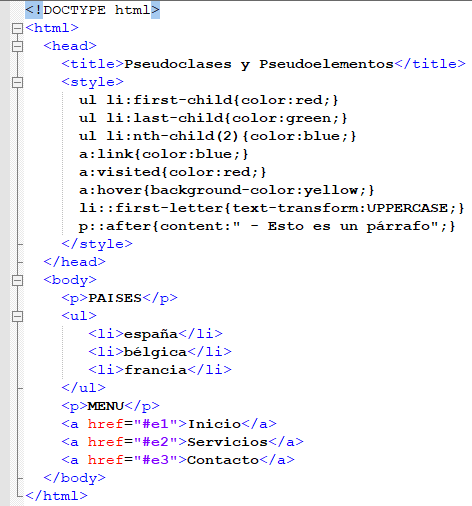 <!DOCTYPE html>
<html>
<head>
<title>Pseudoclases y Pseudoelementos</title>
<style>
ul li:first-child{color:red;}
ul li:last-child{color:green;}
ul li:nth-child(2){color:blue;}
a:link{color:blue;}
a:visited{color:red;}
a:hover{background-color:yellow;}
li::first-letter{text-transform:UPPERCASE;}
p::after{content:" - Esto es un párrafo";}
</style>
</head>
<body>
<p>PAISES</p>
<ul>
<li>españa</li>
<li>bélgica</li>
<li>francia</li>
</ul>
<p>MENU</p>
<a href="#e1">Inicio</a>
<a href="#e2">Servicios</a>
<a href="#e3">Contacto</a>
</body>
</html>